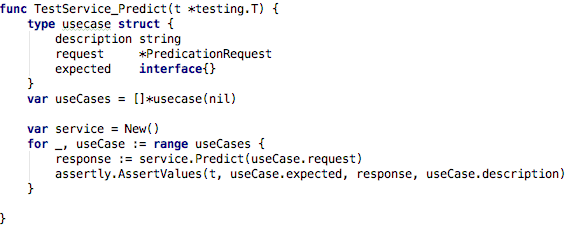 func TestService_Predict(t *testing.T) {
    type usecase struct {
        description string
        request     *PredicationRequest
        expected    interface{}
    }
    var useCases = []*usecase(nil)

    var service = New()
    for _, useCase := range useCases {
        response := service.Predict(useCase.request)
        assertly.AssertValues(t, useCase.expected, response, useCase.description)
    }

}